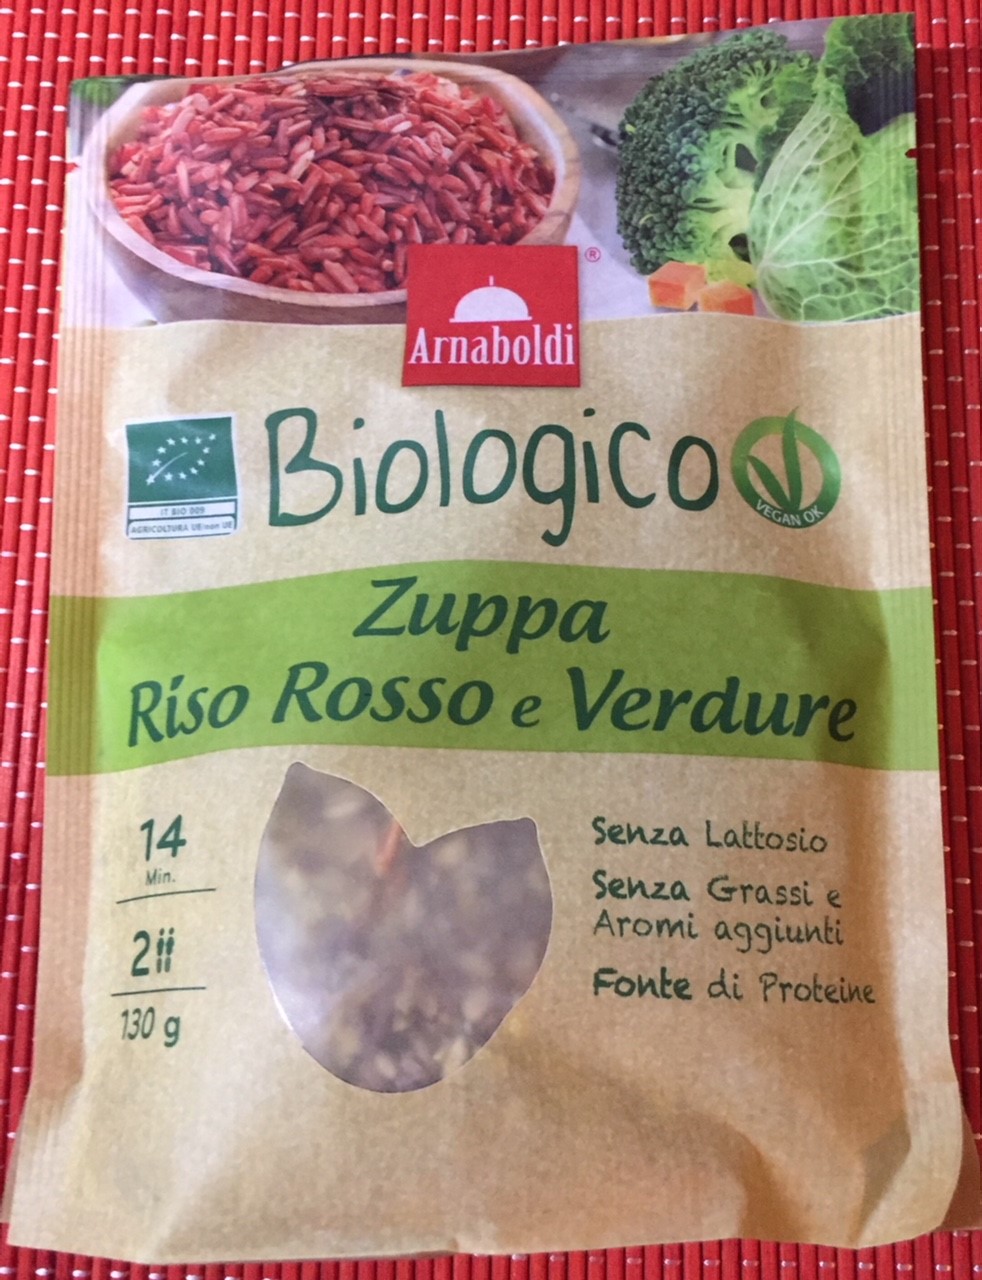 Arnaboldi
®
Biologico
IT BIO 009
AGRICOLTURA UE/non UE
VEGAN OK
Zuppa
Riso Rosso e Verdure
14
Min.
2
130 g
Senza Lattosio
Senza Grassi e
Aromi aggiunti
Fonte di Proteine